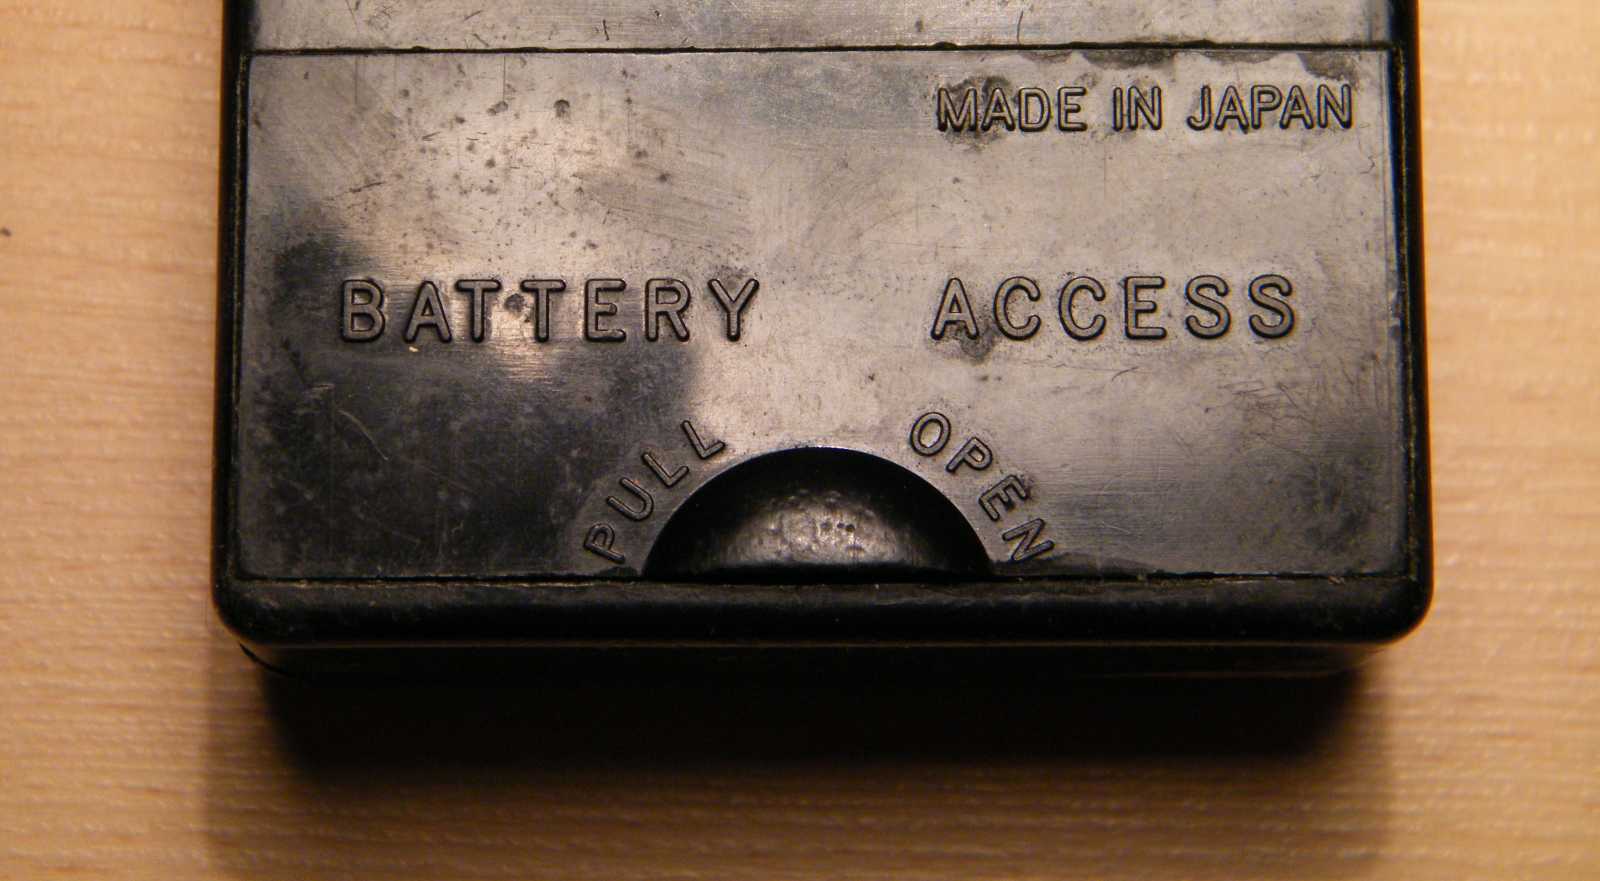 MADE IN JAPAN
BATTERY ACCESS
PULL OPEN